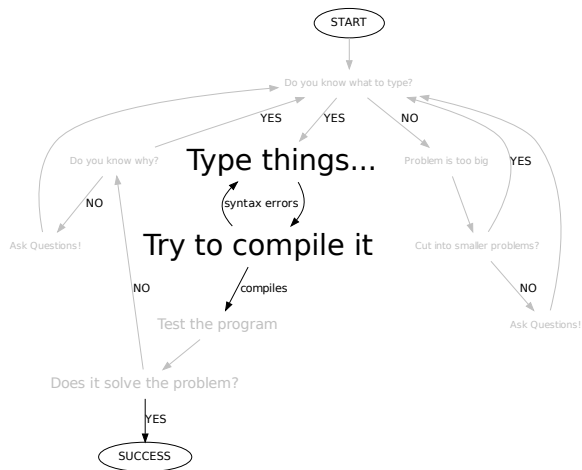 START
Do you know what to type?
YES
YES
NO
Do you know why?
Type things...
Problem is too big
YES
NO
syntax errors
Ask Questions!
Try to compile it
Cut into smaller problems?
NO
compiles
NO
Test the program
Ask Questions!
Does it solve the problem?
YES
SUCCESS